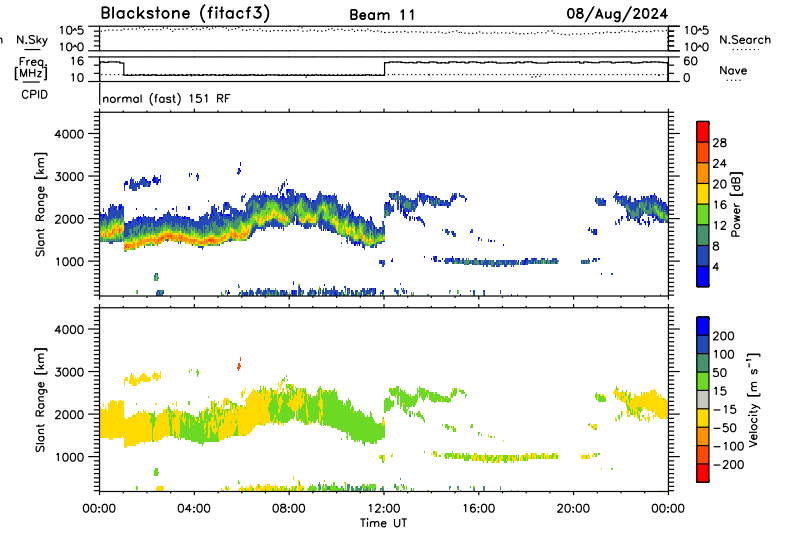 Blackstone (fitacf3) Beam 11 08/Aug/2024
n N.Sky 10^5 10^0 10^5 10^0 N.Search
Freq. [MHz] 16 10 60 0 Nave
CPID normal (fast) 151 RF
Slant Range [km] 4000 3000 2000 1000
28 24 20 16 12 8 4 Power [dB]
Slant Range [km] 4000 3000 2000 1000
200 100 50 15 −15 −50 −100 −200 Velocity [m s⁻¹]
00:00 04:00 08:00 12:00 16:00 20:00 00:00
Time UT